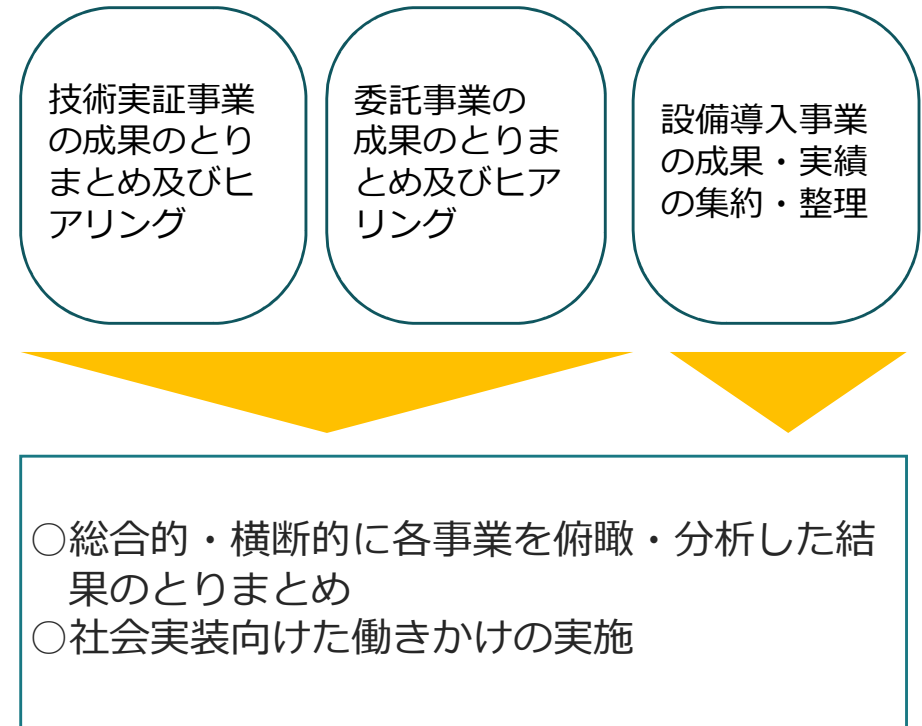 技術実証事業
の成果のとり
まとめ及びヒ
アリング
委託事業の
成果のとりま
とめ及びヒア
リング
設備導入事業
の成果・実績
の集約・整理
○総合的・横断的に各事業を俯瞰・分析した結
果のとりまとめ
○社会実装向けた働きかけの実施